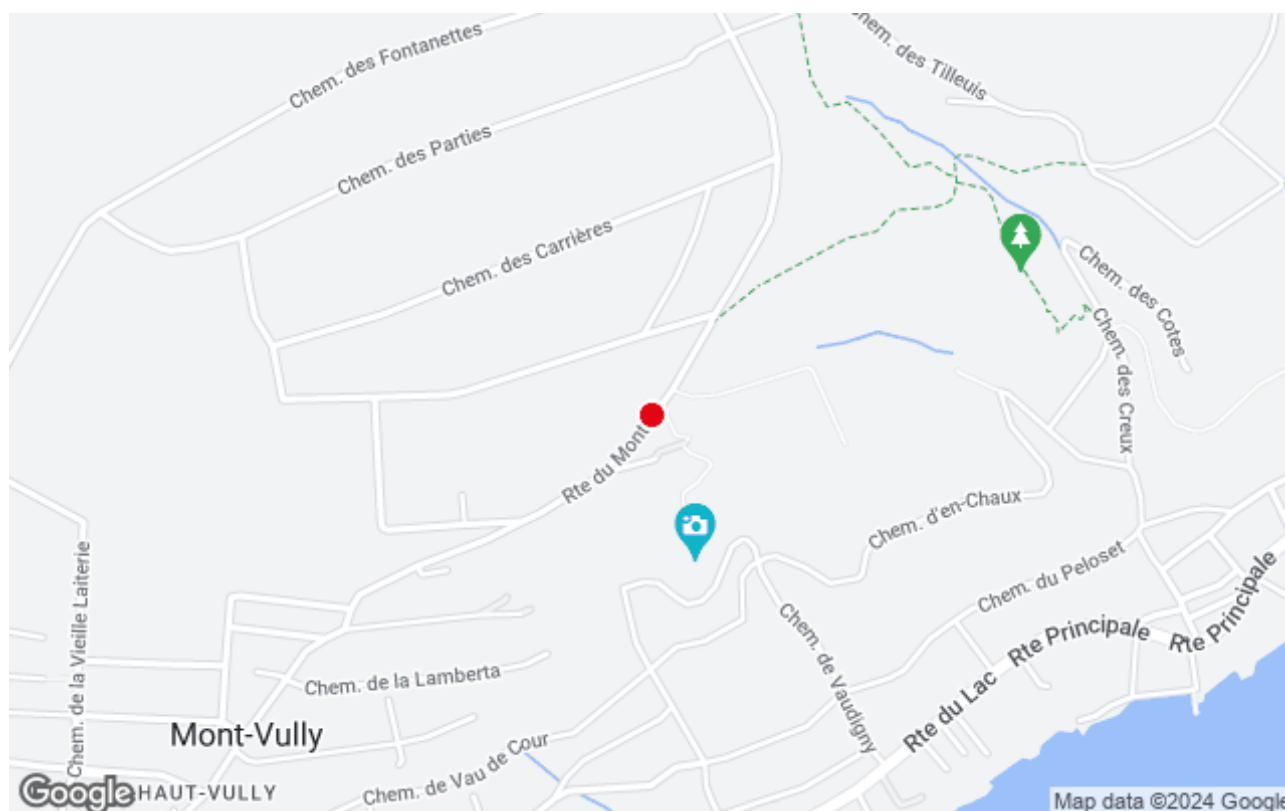 Chem. des Fontanettes
Chem. des Tilleuis
Chem. des Parties
Chem. des Carrières
Chem. des Cotes
Chem. des Creux
Rte du Mont
Chem. d'en-Chaux
Chem. de la Vieille Laiterie
Chem. du Peloset
Rte Principale
Rte Principale
Chem. de Vaudigny
Chem. de la Lamberta
Rte du Lac
Mont-Vully
Chem. de Vau de Cour
Google
HAUT-VULLY
Map data ©2024 Google